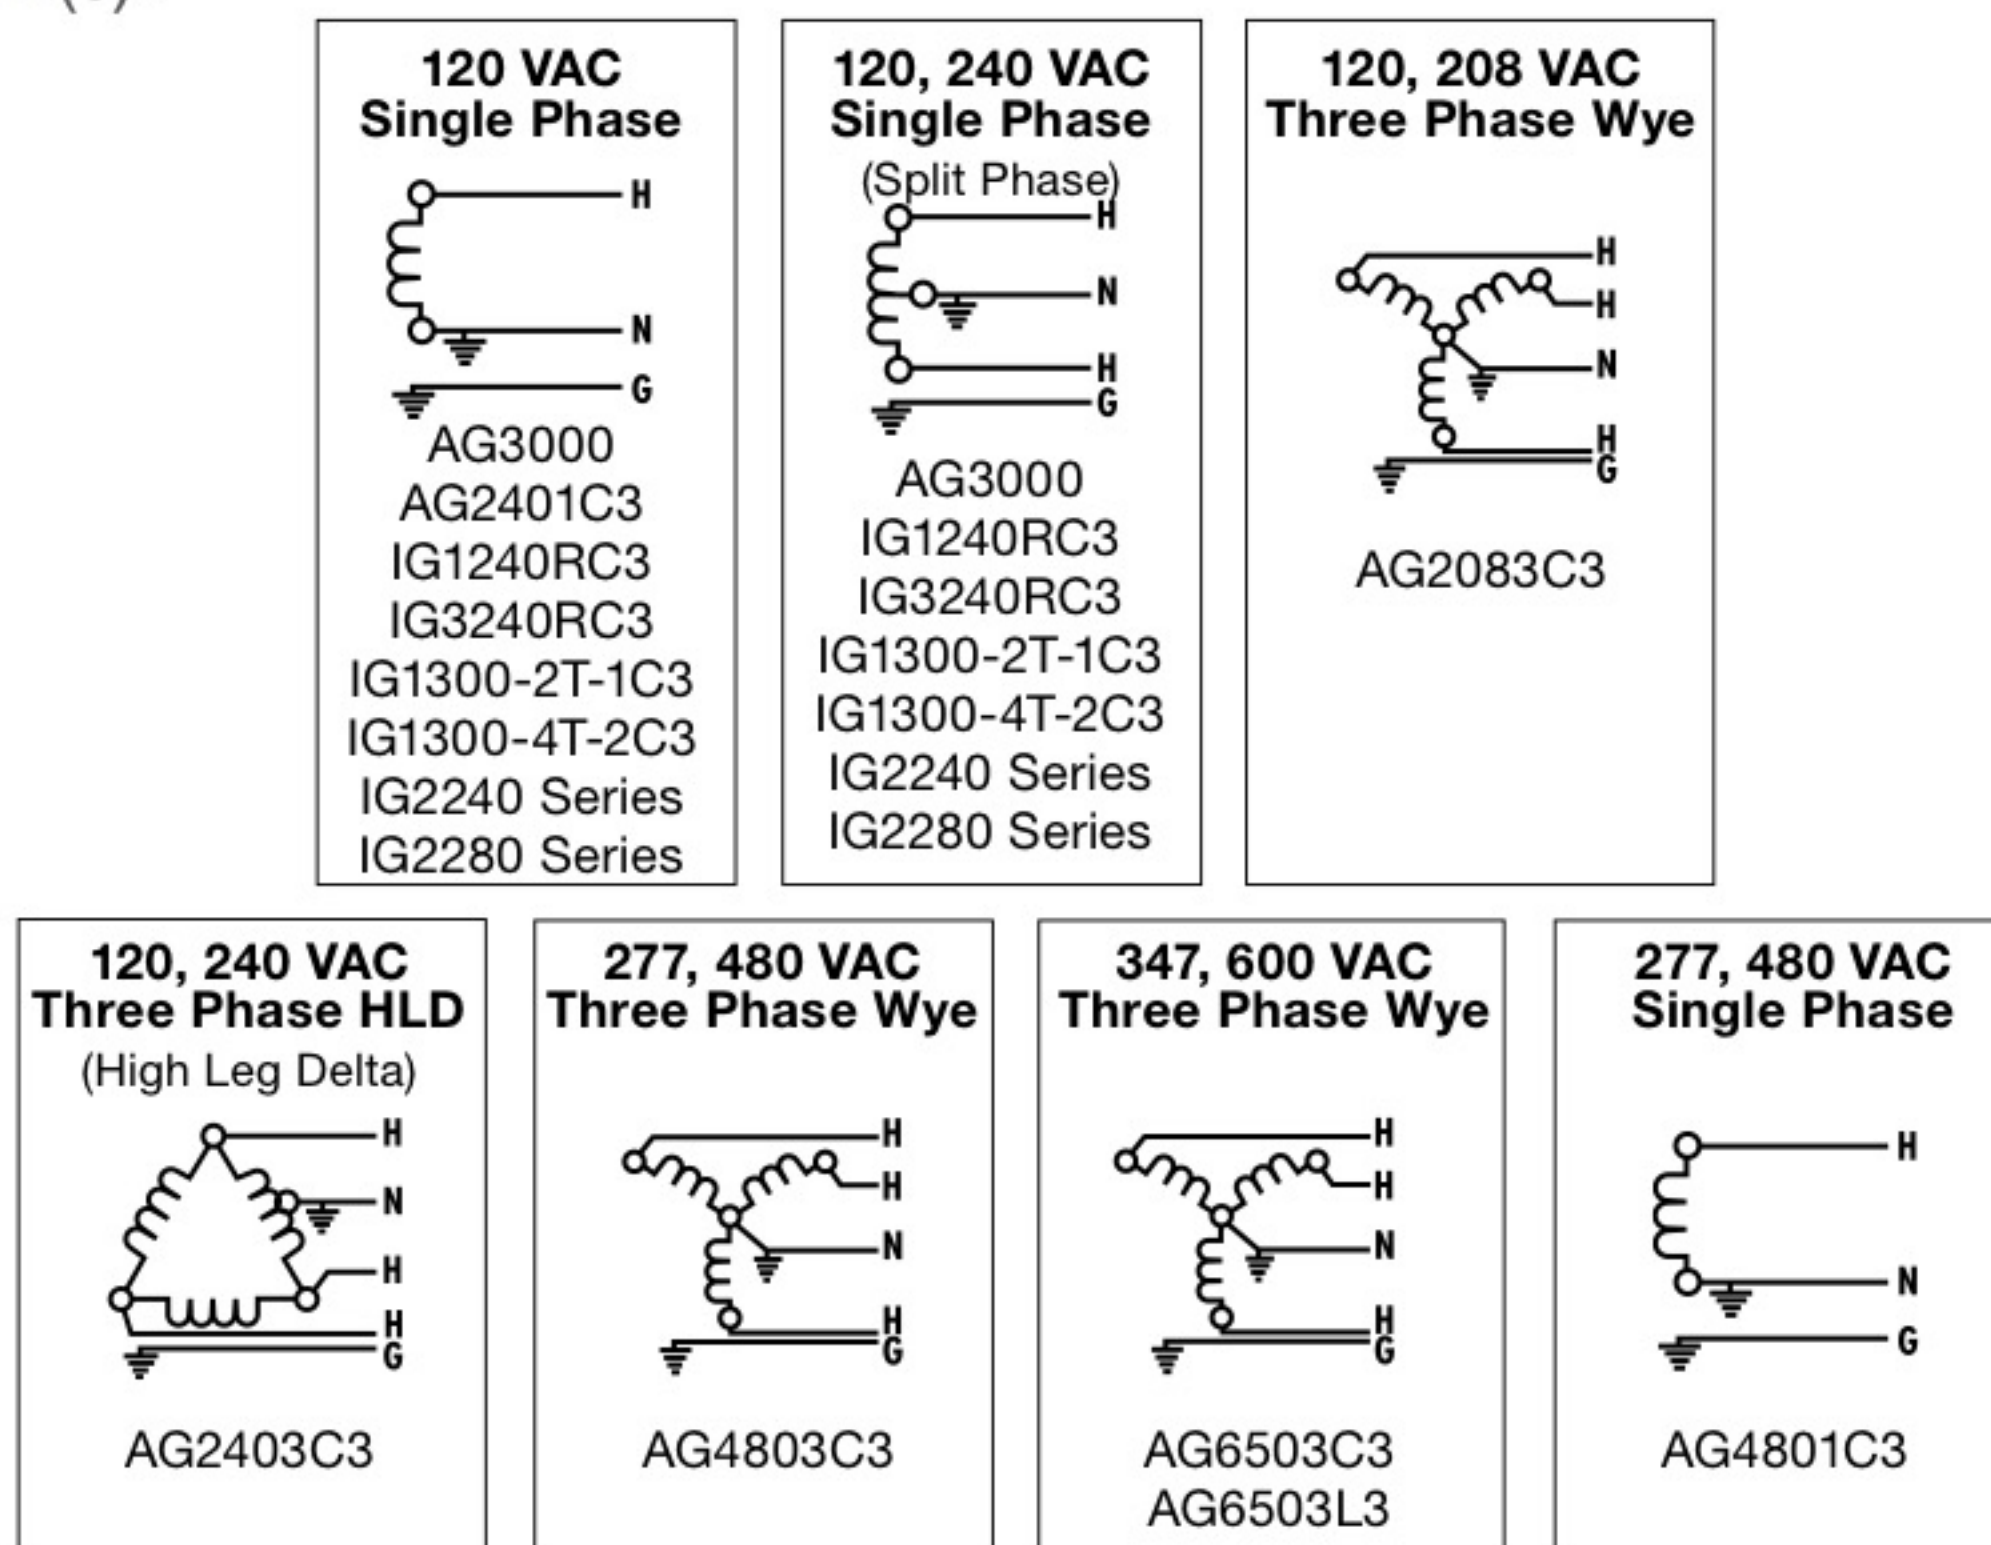 120 VAC
Single Phase
H
N
G
AG3000
AG2401C3
IG1240RC3
IG3240RC3
IG1300-2T-1C3
IG1300-4T-2C3
IG2240 Series
IG2280 Series
120, 240 VAC
Single Phase
(Split Phase)
H
N
H
G
AG3000
IG1240RC3
IG3240RC3
IG1300-2T-1C3
IG1300-4T-2C3
IG2240 Series
IG2280 Series
120, 208 VAC
Three Phase Wye
H
H
N
H
G
AG2083C3
120, 240 VAC
Three Phase HLD
(High Leg Delta)
H
N
H
H
G
AG2403C3
277, 480 VAC
Three Phase Wye
H
H
N
H
G
AG4803C3
347, 600 VAC
Three Phase Wye
H
H
N
H
G
AG6503C3
AG6503L3
277, 480 VAC
Single Phase
H
N
G
AG4801C3